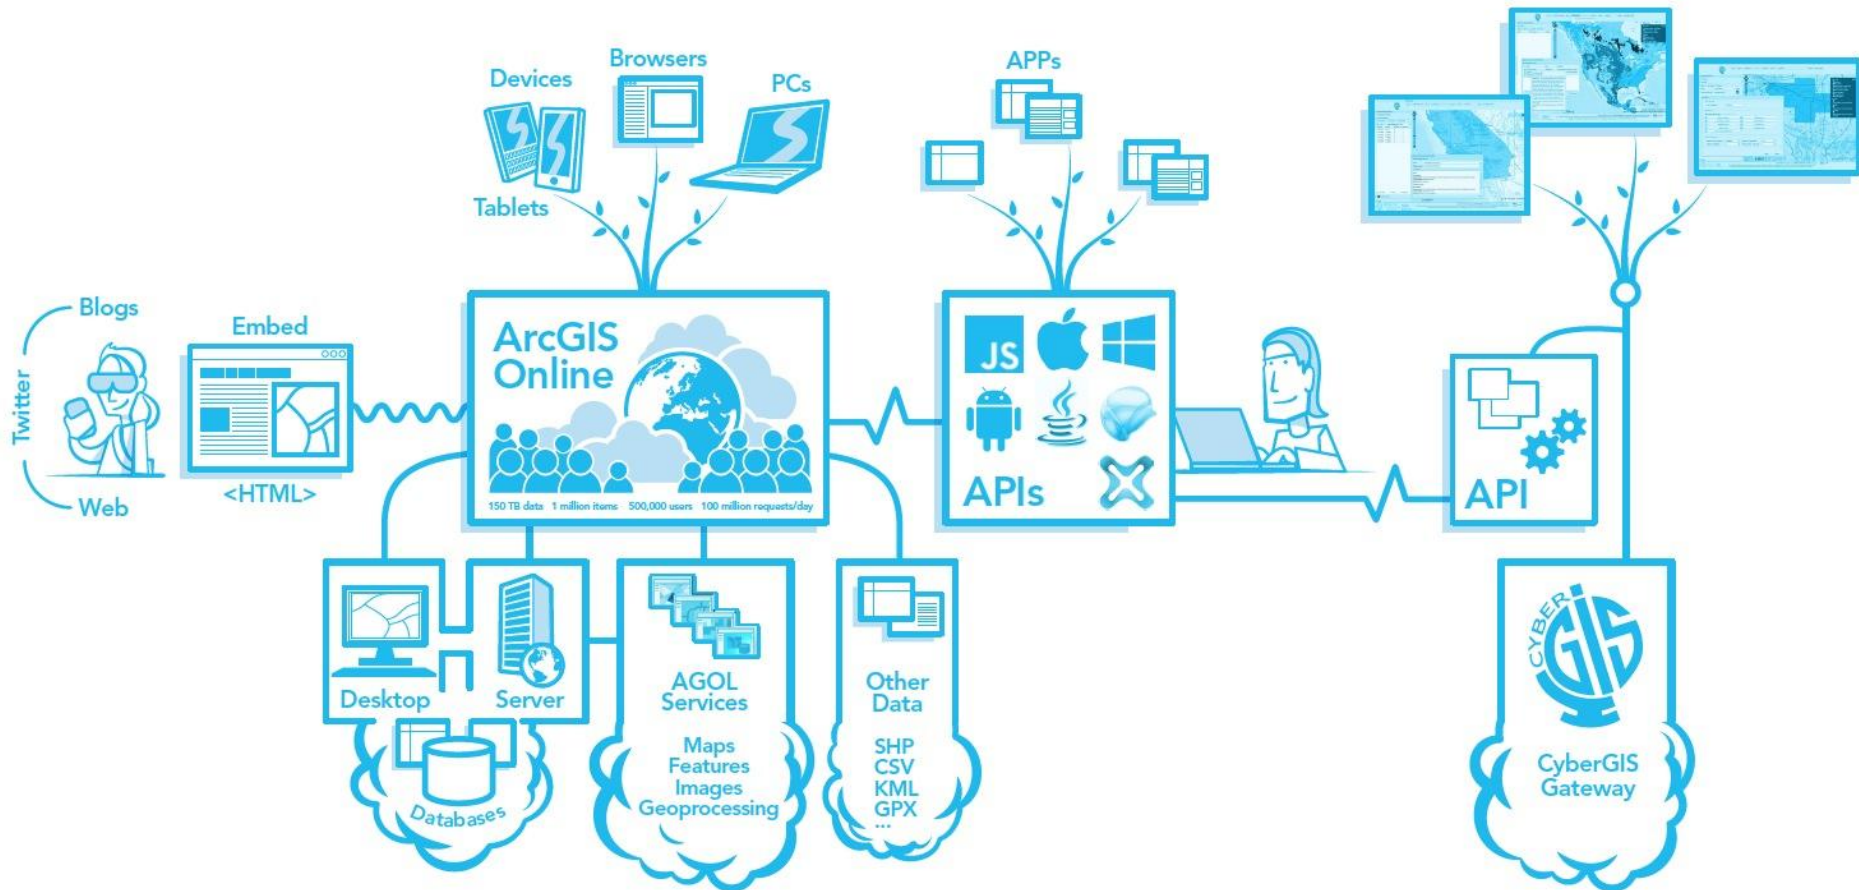 Devices
Browsers
PCs
Tablets
APPs
Blogs
Twitter
Web
Embed
<HTML>
ArcGIS
Online
150 TB data 1 million items 500,000 users 100 million requests/day
JS
APIs
API
Desktop
Server
Databases
AGOL
Services
Maps
Features
Images
Geoprocessing
Other
Data
SHP
CSV
KML
GPX
...
CYBER
GIS
CyberGIS
Gateway